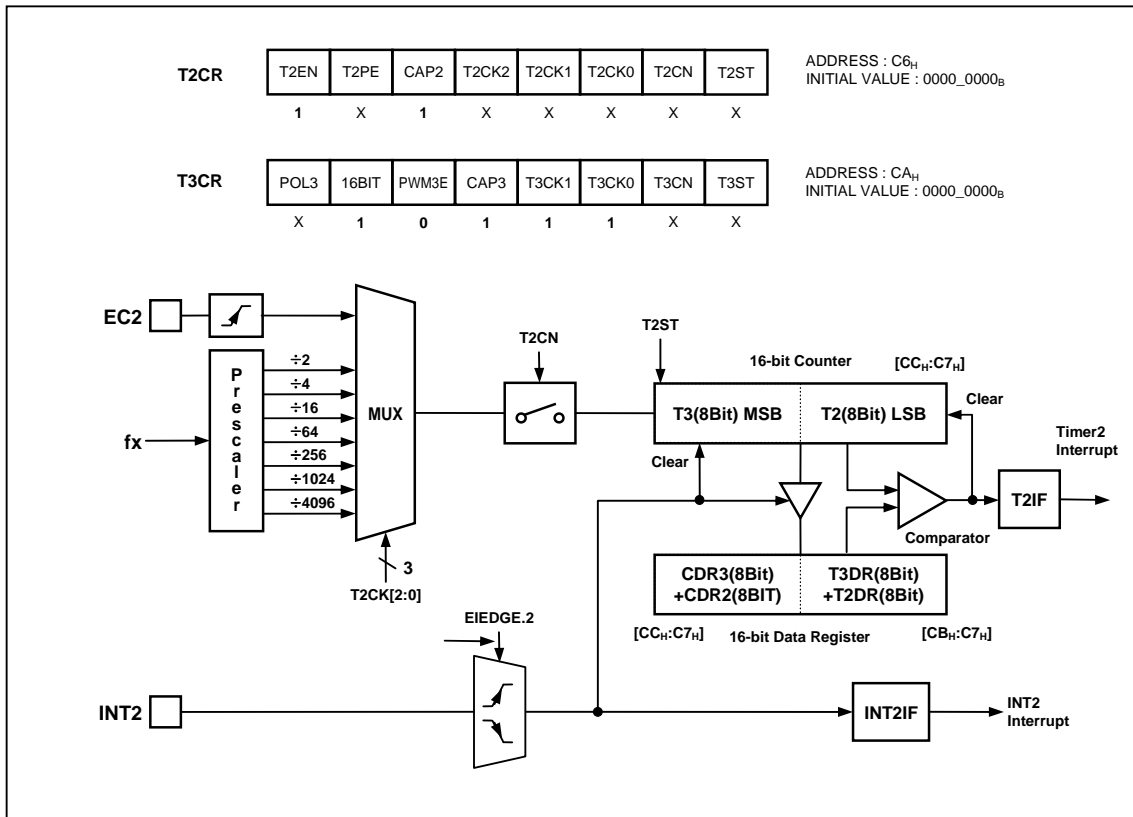 T2CR T2EN T2PE CAP2 T2CK2 T2CK1 T2CK0 T2CN T2ST
ADDRESS : C6H
INITIAL VALUE : 0000_0000B
1 X 1 X X X X X
T3CR POL3 16BIT PWM3E CAP3 T3CK1 T3CK0 T3CN T3ST
ADDRESS : CAH
INITIAL VALUE : 0000_0000B
X 1 0 1 1 1 X X
EC2
fx
Prescaler
÷2
÷4
÷16
÷64
÷256
÷1024
÷4096
MUX
3
T2CK[2:0]
T2CN
T2ST
16-bit Counter
[CCH:C7H]
T3(8Bit) MSB
T2(8Bit) LSB
Clear
Clear
Comparator
T2IF
Timer2
Interrupt
CDR3(8Bit)
+CDR2(8BIT)
T3DR(8Bit)
+T2DR(8Bit)
[CCH:C7H]
16-bit Data Register
[CBH:C7H]
EIEDGE.2
INT2
INT2IF
INT2
Interrupt